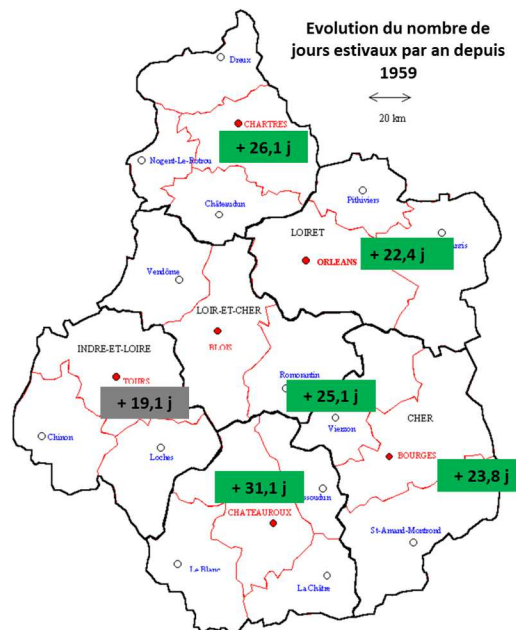 Evolution du nombre de
jours estivaux par an depuis
1959
20 km
Dreux
CHARTRES
+ 26,1 j
Nogent-Le-Rotrou
Châteaudun
Pithiviers
LOIRET
ORLEANS
+ 22,4 j
Vendôme
LOIR-ET-CHER
BLOIS
INDRE-ET-LOIRE
TOURS
+ 19,1 j
Romorantin
+ 25,1 j
CHER
Vierzon
Chinon
Loches
BOURGES
+ 23,8 j
+ 31,1 j
CHATEAUROUX
St-Amand-Montrond
Le Blanc
La Châtre